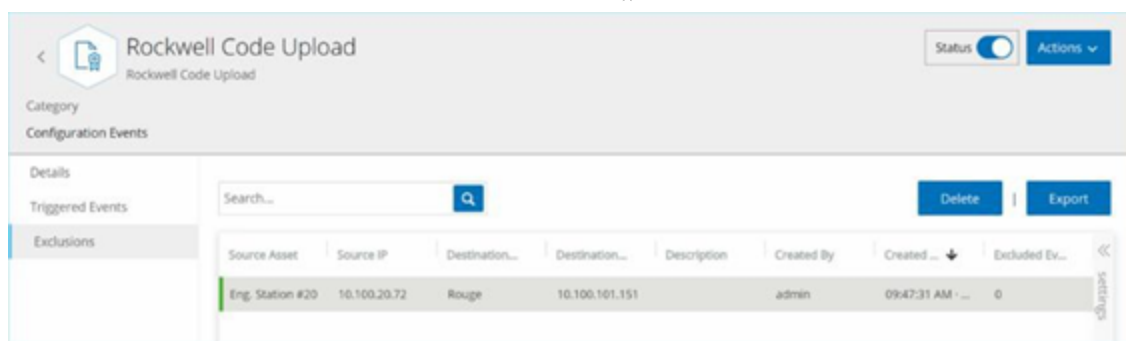 Rockwell Code Upload
Rockwell Code Upload
Status
Actions
Category
Configuration Events
Details
Triggered Events
Exclusions
Search...
Delete | Export
Source Asset Source IP Destination... Destination... Description Created By Created ... Excluded Ev...
Eng. Station #20 10.100.20.72 Rouge 10.100.101.151 admin 09:47:31 AM · ... 0
settings